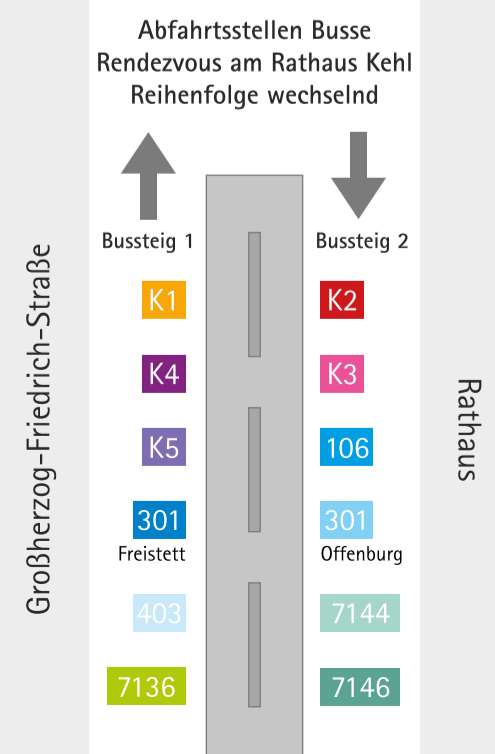 Abfahrtsstellen Busse
Rendezvous am Rathaus Kehl
Reihenfolge wechselnd
Großherzog-Friedrich-Straße
Bussteig 1
K1
K4
K5
301
Freistett
403
7136
Bussteig 2
K2
K3
106
301
Offenburg
7144
7146
Rathaus